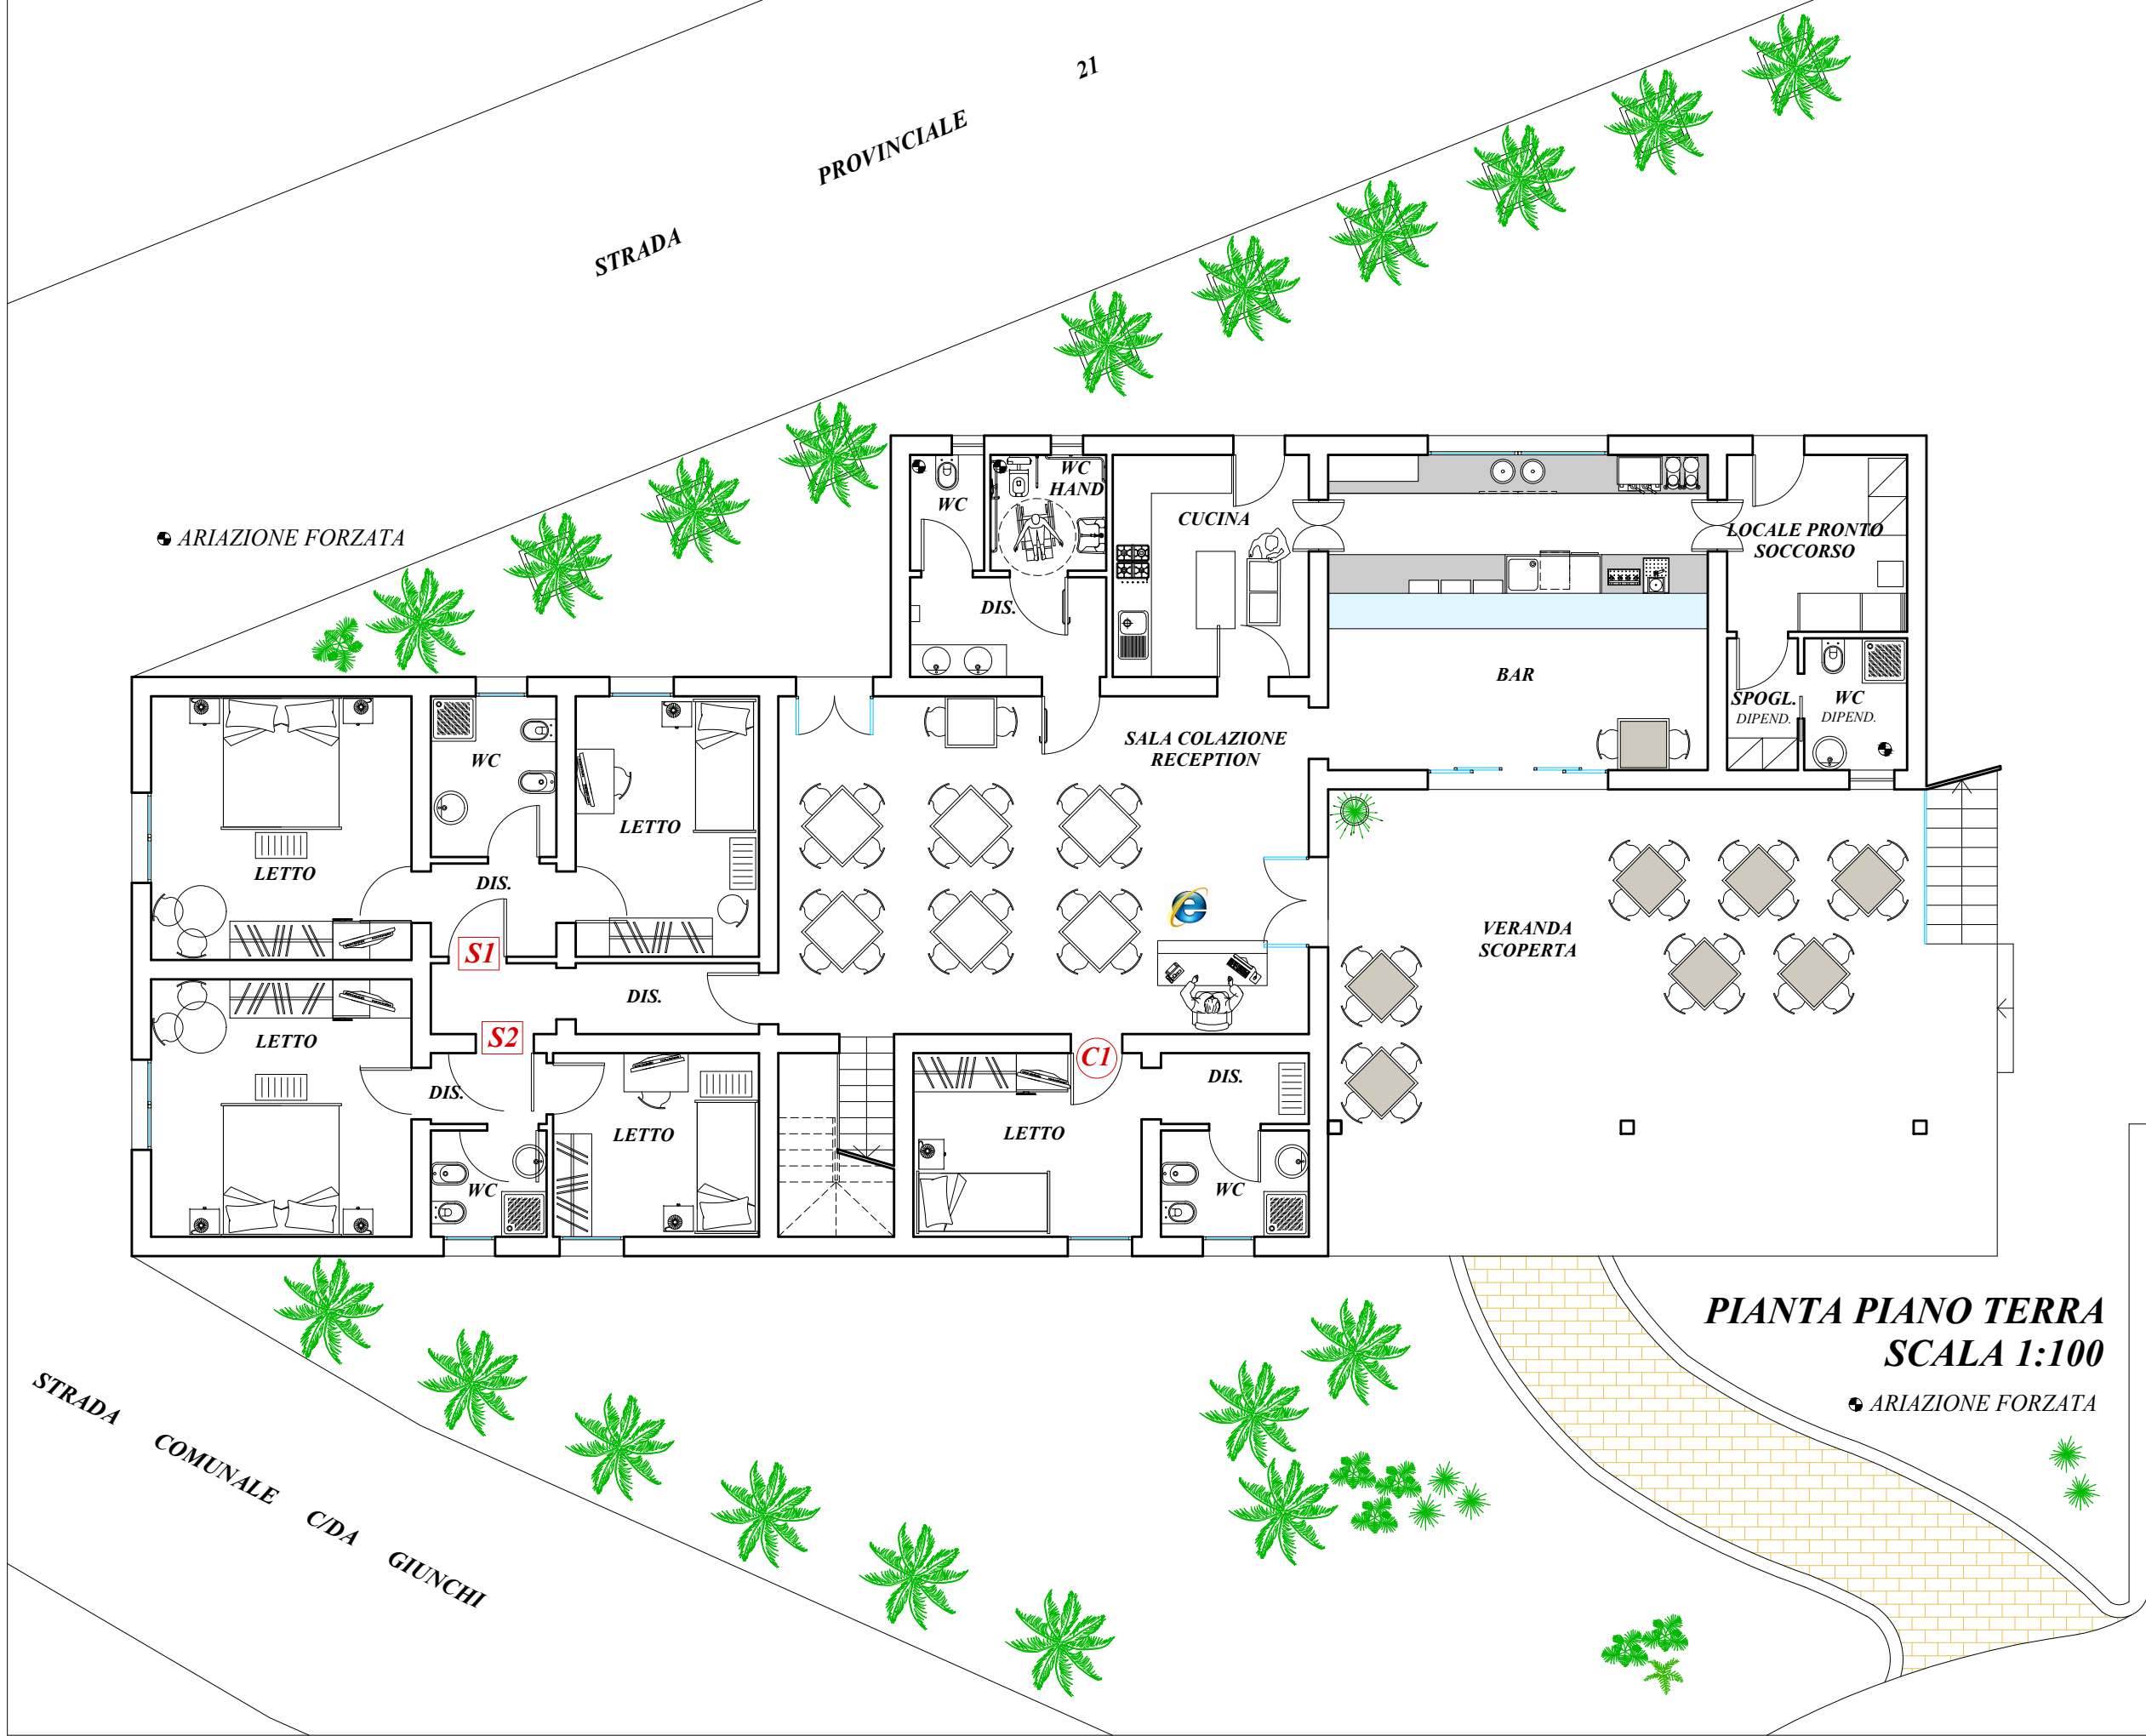 21
PROVINCIALE
STRADA
ARIAZIONE FORZATA
WC
WC
HAND
CUCINA
LOCALE PRONTO
SOCCORSO
DIS.
BAR
SPOGL.
DIPEND.
WC
DIPEND.
SALA COLAZIONE
RECEPTION
WC
LETTO
LETTO
DIS.
S1
VERANDA
SCOPERTA
DIS.
S2
LETTO
C1
DIS.
DIS.
LETTO
LETTO
WC
WC
PIANTA PIANO TERRA
SCALA 1:100
ARIAZIONE FORZATA
STRADA COMUNALE C/DA GIUNCHI